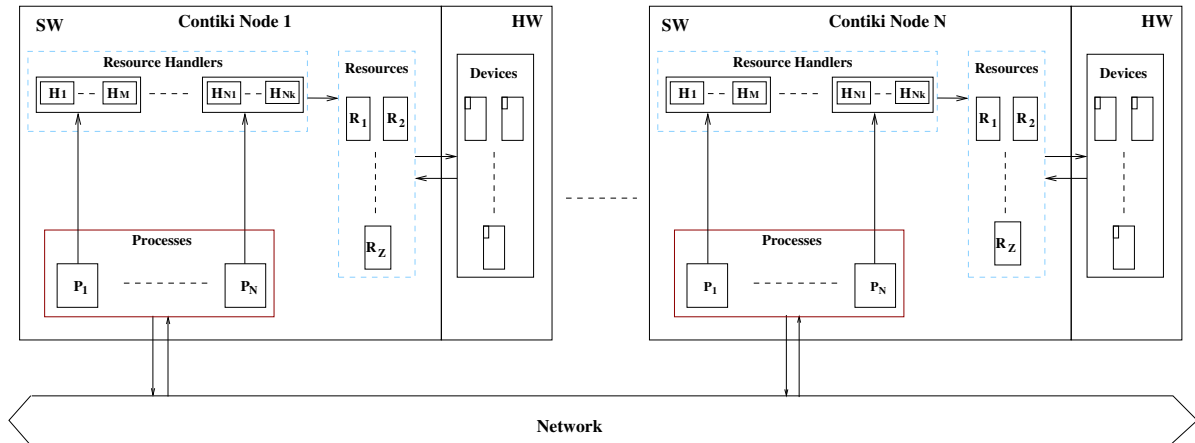 SW Contiki Node 1 HW
Resource Handlers
H1 HM HN1 HNk
Resources
R1 R2
RZ
Devices
Processes
P1 PN
SW Contiki Node N HW
Resource Handlers
H1 HM HN1 HNk
Resources
R1 R2
RZ
Devices
Processes
P1 PN
Network